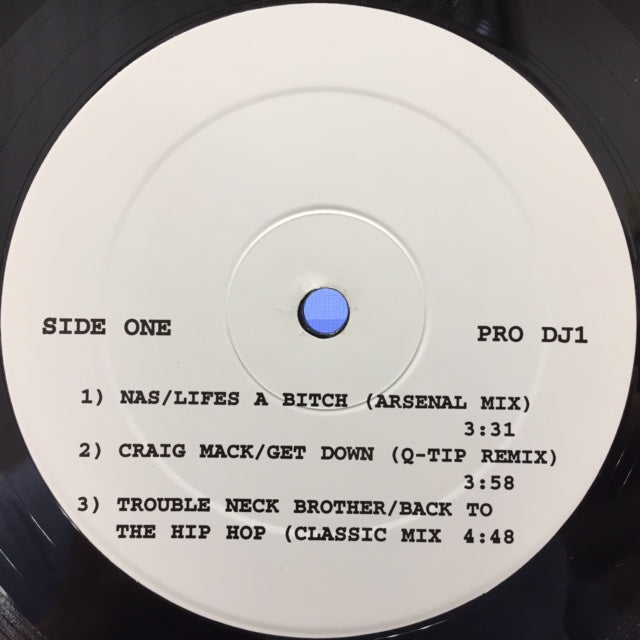 SIDE ONE
PRO DJ1
1) NAS/LIFES A BITCH (ARSENAL MIX)
3:31
2) CRAIG MACK/GET DOWN (Q-TIP REMIX)
3:58
3) TROUBLE NECK BROTHER/BACK TO
THE HIP HOP (CLASSIC MIX 4:48